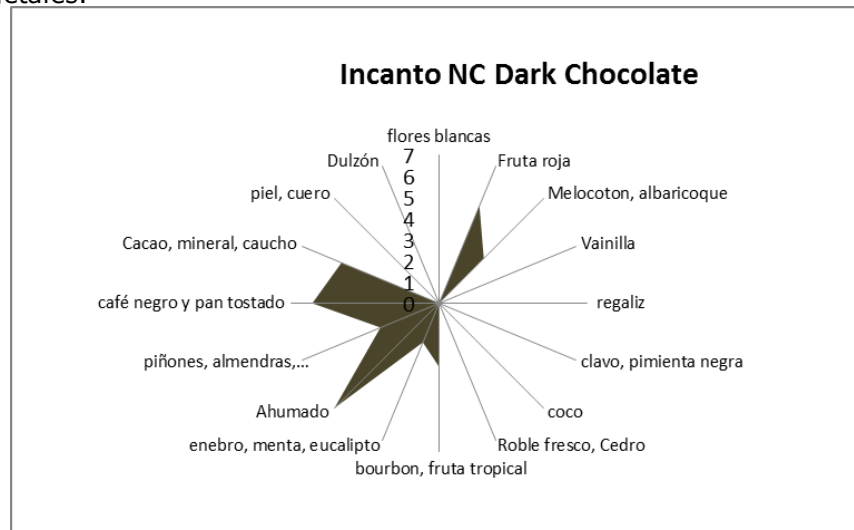 Incanto NC Dark Chocolate
flores blancas
Fruta roja
Melocoton, albaricoque
Vainilla
regaliz
clavo, pimienta negra
coco
Roble fresco, Cedro
bourbon, fruta tropical
enebro, menta, eucalipto
Ahumado
piñones, almendras,...
café negro y pan tostado
Cacao, mineral, caucho
piel, cuero
Dulzón
7
6
5
4
3
2
1
0